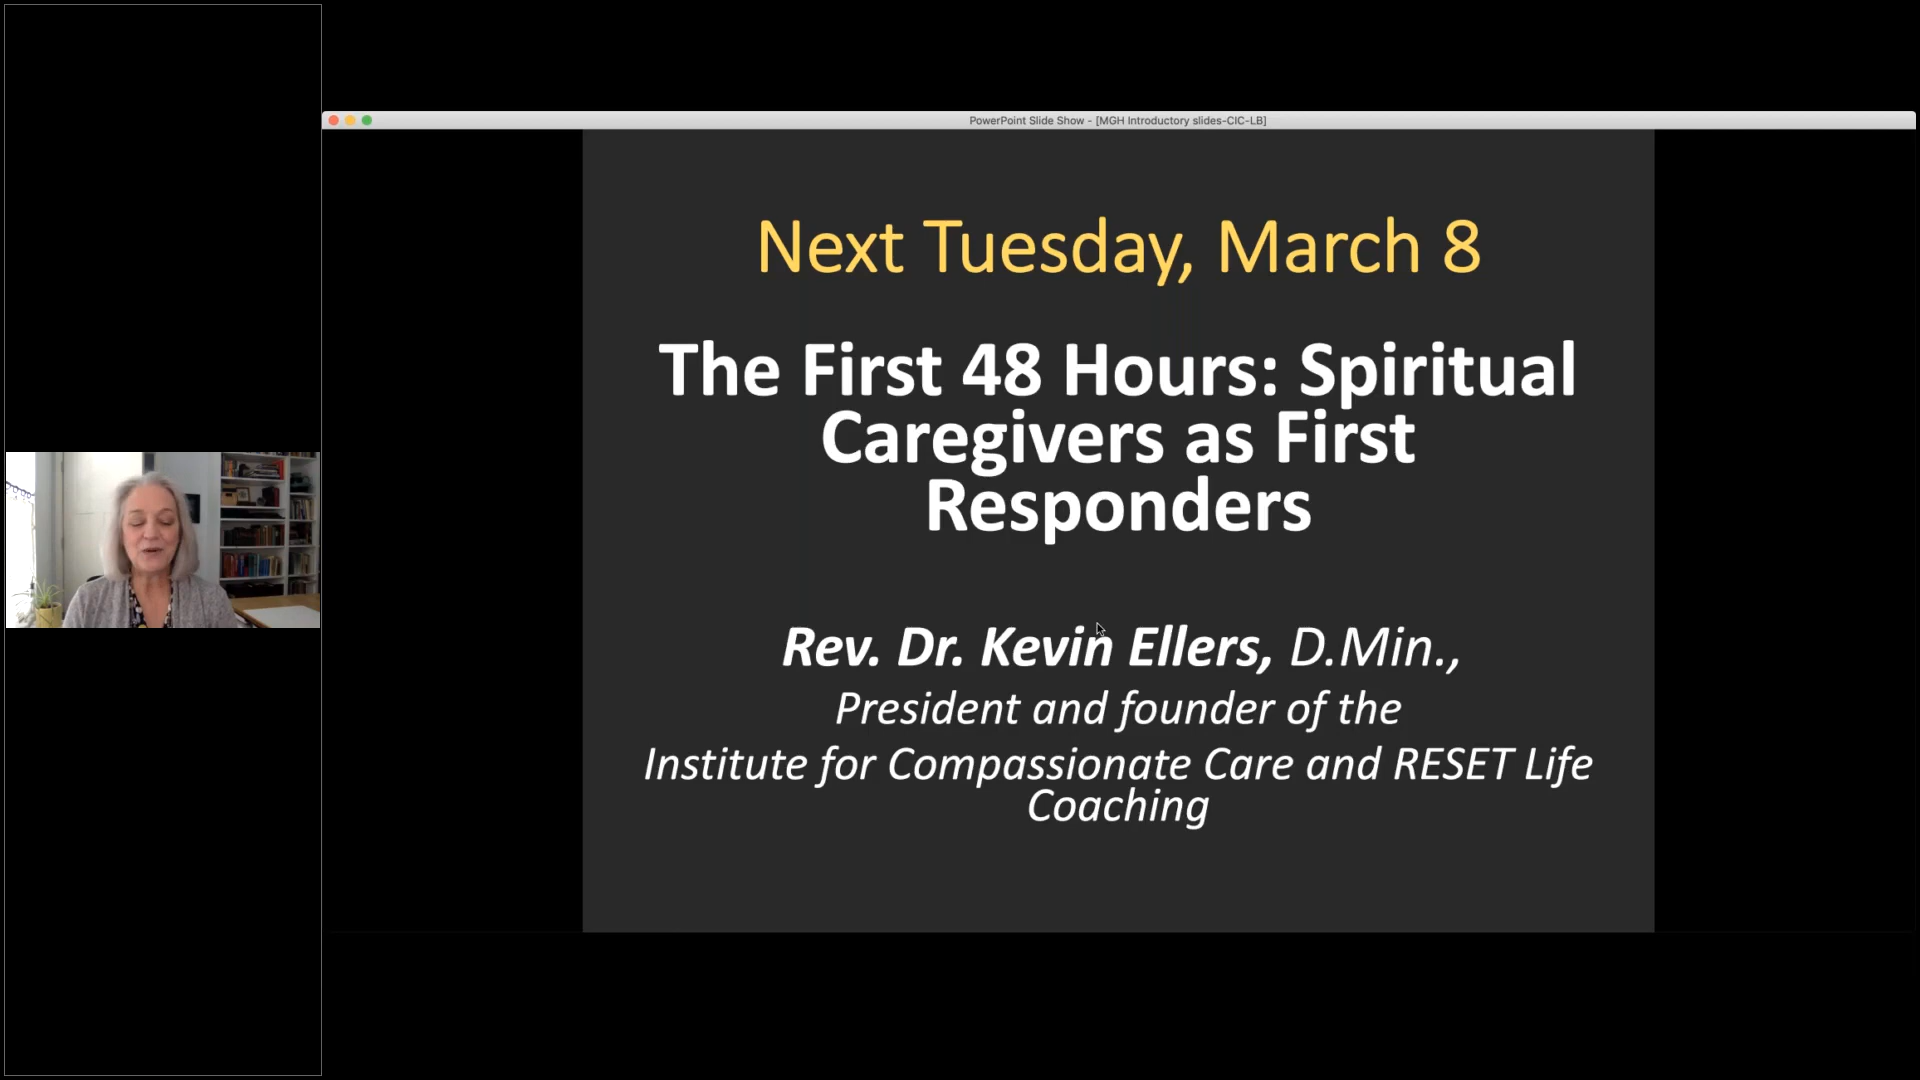 PowerPoint Slide Show - [MGH Introductory slides-CIC-LB]
Next Tuesday, March 8
The First 48 Hours: Spiritual
Caregivers as First
Responders
Rev. Dr. Kevin Ellers, D.Min.,
President and founder of the
Institute for Compassionate Care and RESET Life
Coaching